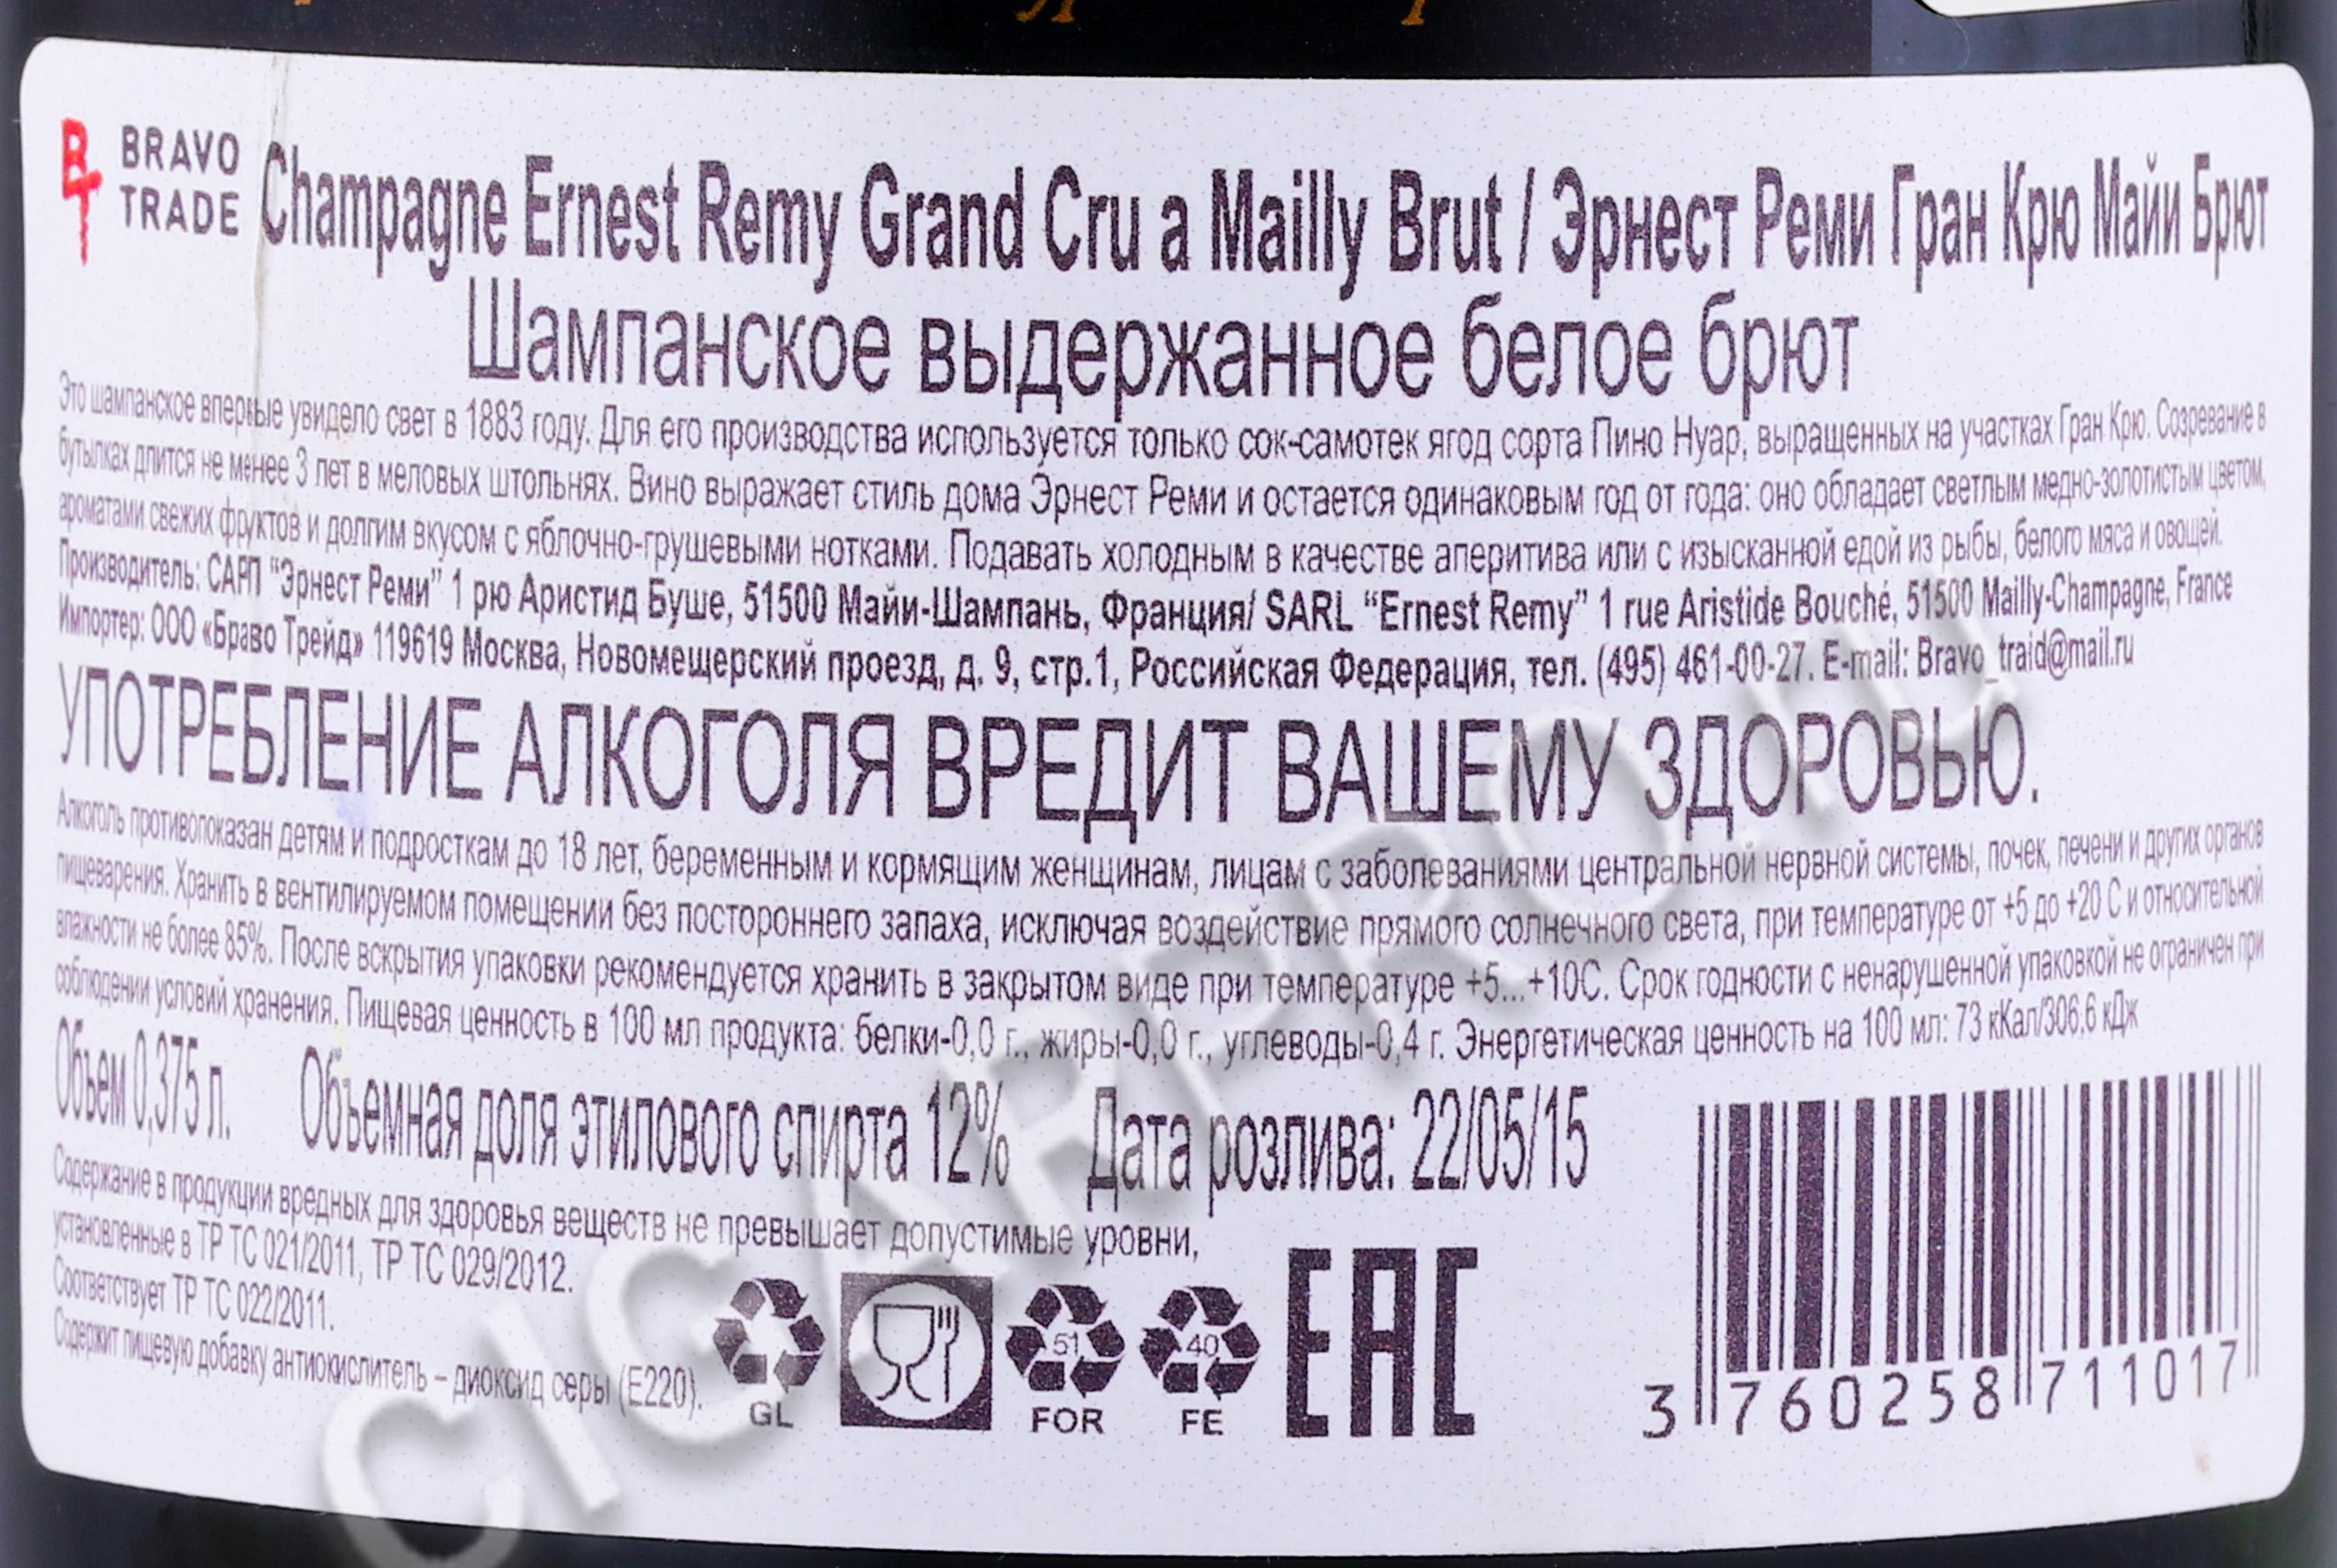 BRAVO
TRADE
Champagne Ernest Remy Grand Cru a Mailly Brut / Эрнест Реми Гран Крю Майи Брют
Шампанское выдержанное белое брют
Это шампанское впервые увидело свет в 1883 году. Для его производства используется только сок-самотек ягод сорта Пино Нуар, выращенных на участках Гран Крю. Созревание в
бутылках длится не менее 3 лет в меловых штольнях. Вино выражает стиль дома Эрнест Реми и остается одинаковым год от года: оно обладает светлым медно-золотистым цветом,
ароматами свежих фруктов и долгим вкусом с яблочно-грушевыми нотками. Подавать холодным в качестве аперитива или с изысканной едой из рыбы, белого мяса и овощей.
Производитель: САРЛ “Эрнест Реми” 1 рю Аристид Буше, 51500 Майи-Шампань, Франция/ SARL “Ernest Remy” 1 rue Aristide Bouché, 51500 Mailly-Champagne, France
Импортер: ООО «Браво Трейд» 119619 Москва, Новомещерский проезд, д. 9, стр.1, Российская Федерация, тел. (495) 461-00-27. E-mail: Bravo_traid@mail.ru
УПОТРЕБЛЕНИЕ АЛКОГОЛЯ ВРЕДИТ ВАШЕМУ ЗДОРОВЬЮ.
Алкоголь противопоказан детям и подросткам до 18 лет, беременным и кормящим женщинам, лицам с заболеваниями центральной нервной системы, почек, печени и других органов
пищеварения. Хранить в вентилируемом помещении без постороннего запаха, исключая воздействие прямого солнечного света, при температуре от +5 до +20 С и относительной
влажности не более 85%. После вскрытия упаковки рекомендуется хранить в закрытом виде при температуре +5...+10С. Срок годности с ненарушенной упаковкой не ограничен при
соблюдении условий хранения. Пищевая ценность в 100 мл продукта: белки-0,0 г., жиры-0,0 г., углеводы-0,4 г. Энергетическая ценность на 100 мл: 73 кКал/306,6 кДж
Объем 0,375 л. Объемная доля этилового спирта 12% Дата розлива: 22/05/15
Содержание в продукции вредных для здоровья веществ не превышает допустимые уровни,
установленные в ТР ТС 021/2011, ТР ТС 029/2012.
Соответствует ТР ТС 022/2011.
Содержит пищевую добавку антиокислитель – диоксид серы (Е220).
GL
51
FOR
40
FE
EAC
3 760258 711017
CIGARPRO.RU